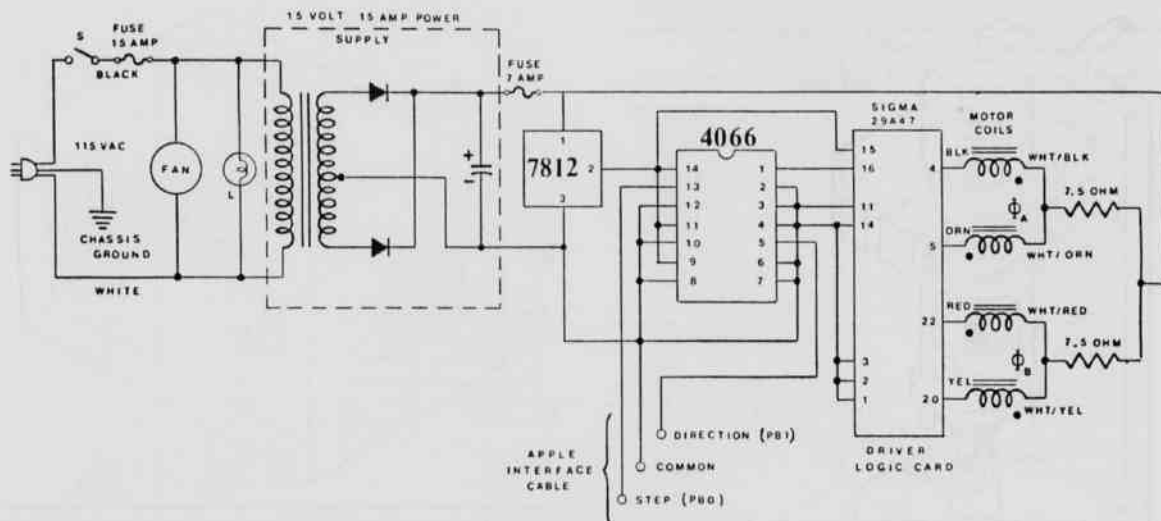 15 VOLT 15 AMP POWER
SUPPLY
S
FUSE
15 AMP
BLACK
115 VAC
FAN
L
CHASSIS
GROUND
WHITE
+
-
FUSE
7 AMP
1
7812
2
3
4066
14
13
12
11
10
9
8
1
2
3
4
5
6
7
SIGMA
29A47
15
16
11
14
3
2
1
4
5
22
20
DRIVER
LOGIC CARD
MOTOR
COILS
BLK
WHT/BLK
7.5 OHM
ΦA
ORN
WHT/ORN
RED
WHT/RED
7.5 OHM
ΦB
YEL
WHT/YEL
APPLE
INTERFACE
CABLE
DIRECTION (PB1)
COMMON
STEP (PB0)